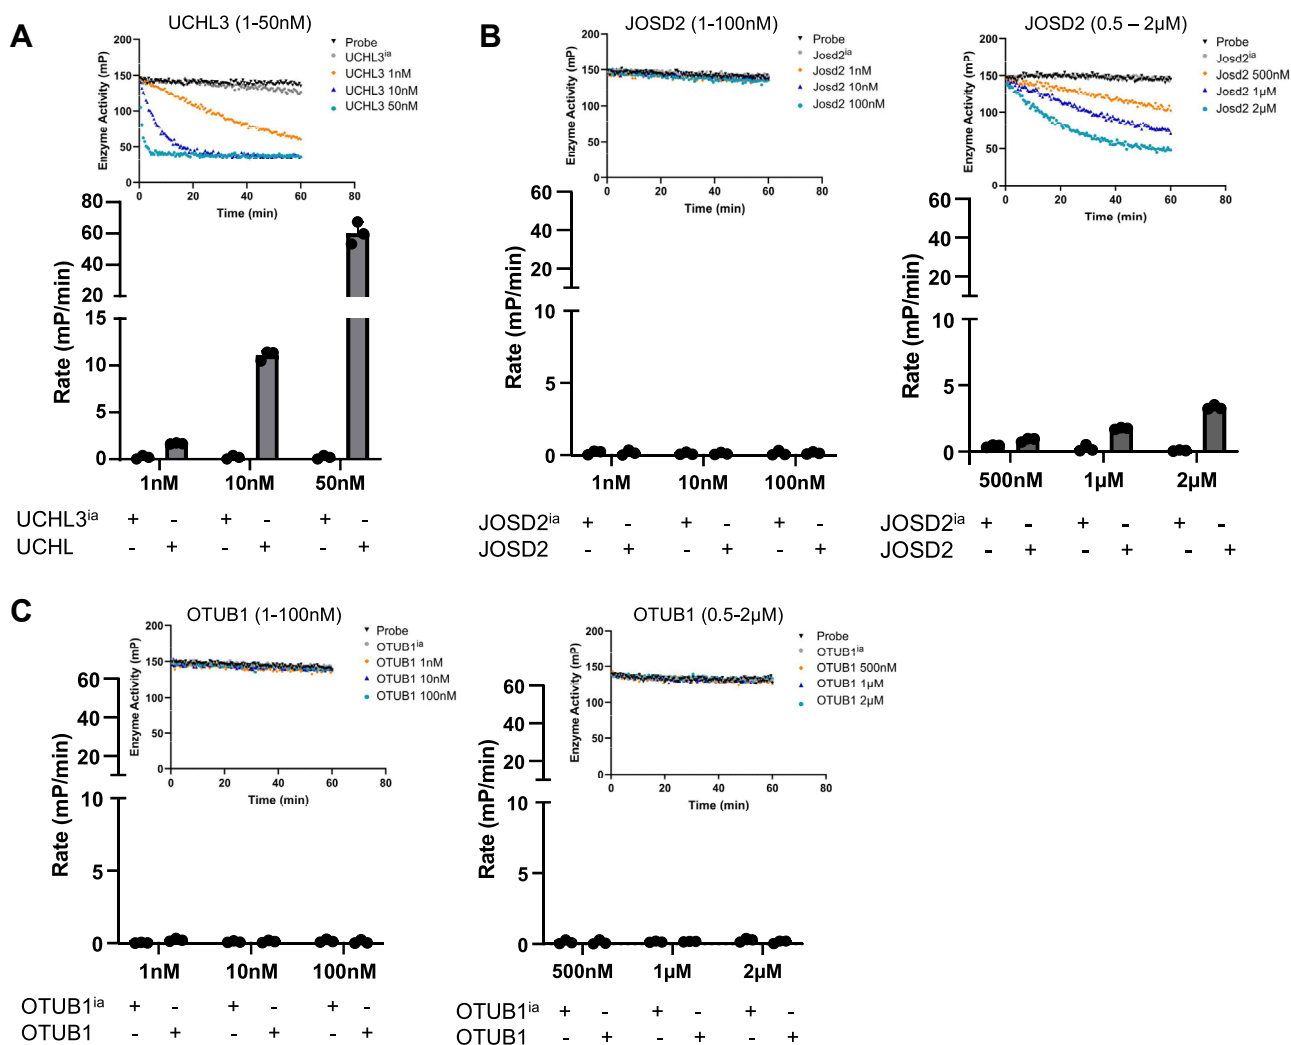 A
UCHL3 (1-50nM)
Enzyme Activity (mP)
200
150
100
50
0
0 20 40 60 80
Time (min)
Probe
UCHL3ia
UCHL3 1nM
UCHL3 10nM
UCHL3 50nM
Rate (mP/min)
80
60
40
20
15
10
5
0
1nM 10nM 50nM
UCHL3ia + - + - + -
UCHL - + - + - +
B
JOSD2 (1-100nM)
Enzyme Activity (mP)
200
150
100
50
0
0 20 40 60 80
Time (min)
Probe
Josd2ia
Josd2 1nM
Josd2 10nM
Josd2 100nM
Rate (mP/min)
60
40
20
10
5
0
1nM 10nM 100nM
JOSD2ia + - + - + -
JOSD2 - + - + - +
JOSD2 (0.5 – 2µM)
Enzyme Activity (mP)
200
150
100
50
0
0 20 40 60 80
Time (min)
Probe
Josd2ia
Josd2 500nM
Josd2 1µM
Josd2 2µM
Rate (mP/min)
60
40
20
10
5
0
500nM 1µM 2µM
JOSD2ia + - + - + -
JOSD2 - + - + - +
C
OTUB1 (1-100nM)
Enzyme Activity (mP)
200
150
100
50
0
0 20 40 60 80
Time (min)
Probe
OTUB1ia
OTUB1 1nM
OTUB1 10nM
OTUB1 100nM
Rate (mP/min)
60
40
20
10
5
0
1nM 10nM 100nM
OTUB1ia + - + - + -
OTUB1 - + - + - +
OTUB1 (0.5-2µM)
Enzyme Activity (mP)
200
150
100
50
0
0 20 40 60 80
Time (min)
Probe
OTUB1ia
OTUB1 500nM
OTUB1 1µM
OTUB1 2µM
Rate (mP/min)
60
40
20
10
5
0
500nM 1µM 2µM
OTUB1ia + - + - + -
OTUB1 - + - + - +